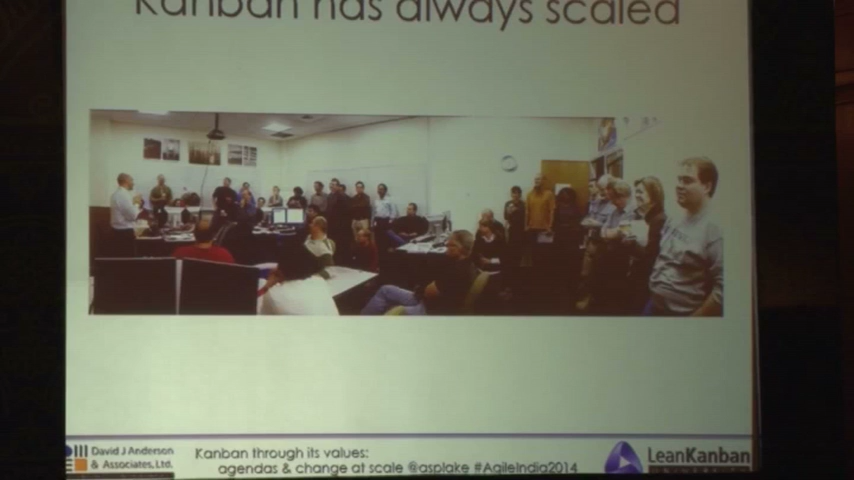 Kanban has always scaled
David J Anderson
& Associates, Ltd.
Kanban through its values:
agendas & change at scale @asplake #AgileIndia2014
LeanKanban